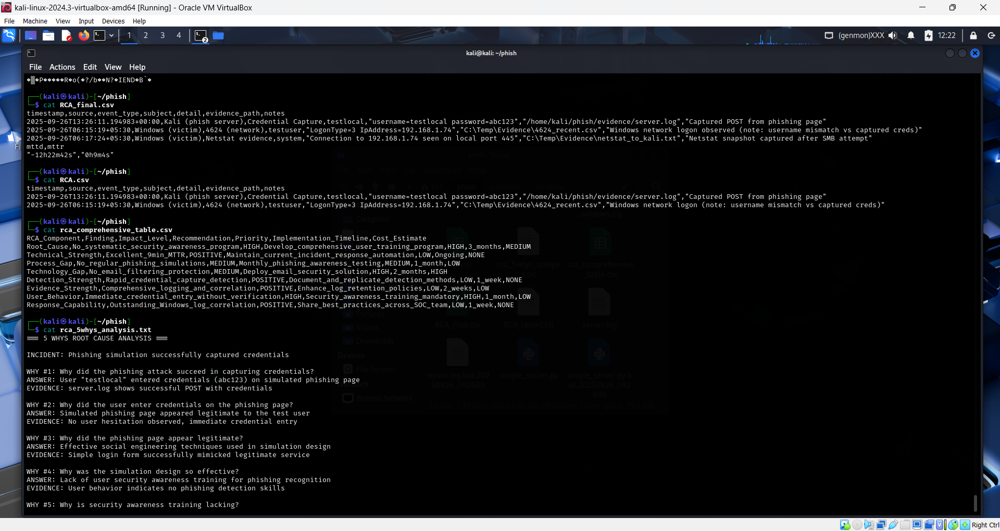 kali-linux-2024.3-virtualbox-amd64 [Running] - Oracle VM VirtualBox
File Machine View Input Devices Help
1 2 3 4 2 (genmon)XXX 12:22
kali@kali: ~/phish
File Actions Edit View Help
┌──(kali㉿kali)-[~/phish]
└─$ cat RCA_final.csv
timestamp,source,event_type,subject,detail,evidence_path,notes
2025-09-26T13:26:11.194983+00:00,Kali (phish server),Credential Capture,testlocal,"username=testlocal password=abc123","/home/kali/phish/evidence/server.log","Captured POST from phishing page"
2025-09-26T06:15:19+05:30,Windows (victim),4624 (network),testuser,"LogonType=3 IpAddress=192.168.1.74","C:\Temp\Evidence\4624_recent.csv","Windows network logon observed (note: username mismatch vs captured creds)"
2025-09-26T06:17:24+05:30,Windows (victim),Netstat evidence,system,"Connection to 192.168.1.74 seen on local port 445","C:\Temp\Evidence\netstat_to_kali.txt","Netstat snapshot captured after SMB attempt"
mttd,mttr
"-12h22m42s","0h9m4s"
┌──(kali㉿kali)-[~/phish]
└─$ cat RCA.csv
timestamp,source,event_type,subject,detail,evidence_path,notes
2025-09-26T13:26:11.194983+00:00,Kali (phish server),Credential Capture,testlocal,"username=testlocal password=abc123","/home/kali/phish/evidence/server.log","Captured POST from phishing page"
2025-09-26T06:15:19+05:30,Windows (victim),4624 (network),testuser,"LogonType=3 IpAddress=192.168.1.74","C:\Temp\Evidence\4624_recent.csv","Windows network logon (note: username mismatch vs captured creds)"
┌──(kali㉿kali)-[~/phish]
└─$ cat rca_comprehensive_table.csv
RCA_Component,Finding,Impact_Level,Recommendation,Priority,Implementation_Timeline,Cost_Estimate
Root_Cause,No_systematic_security_awareness_program,HIGH,Develop_comprehensive_user_training_program,HIGH,3_months,MEDIUM
Technical_Strength,Excellent_9min_MTTR,POSITIVE,Maintain_current_incident_response_automation,LOW,Ongoing,NONE
Process_Gap,No_regular_phishing_simulations,MEDIUM,Monthly_phishing_awareness_testing,MEDIUM,1_month,LOW
Technology_Gap,No_email_filtering_protection,MEDIUM,Deploy_email_security_solution,HIGH,2_months,HIGH
Detection_Strength,Rapid_credential_capture_detection,POSITIVE,Document_and_replicate_detection_methods,LOW,1_week,NONE
Evidence_Strength,Comprehensive_logging_and_correlation,POSITIVE,Enhance_log_retention_policies,LOW,2_weeks,LOW
User_Behavior,Immediate_credential_entry_without_verification,HIGH,Security_awareness_training_mandatory,HIGH,1_month,LOW
Response_Capability,Outstanding_Windows_log_correlation,POSITIVE,Share_best_practices_across_SOC_team,LOW,1_week,NONE
┌──(kali㉿kali)-[~/phish]
└─$ cat rca_5whys_analysis.txt
=== 5 WHYS ROOT CAUSE ANALYSIS ===
INCIDENT: Phishing simulation successfully captured credentials
WHY #1: Why did the phishing attack succeed in capturing credentials?
ANSWER: User "testlocal" entered credentials (abc123) on simulated phishing page
EVIDENCE: server.log shows successful POST with credentials
WHY #2: Why did the user enter credentials on the phishing page?
ANSWER: Simulated phishing page appeared legitimate to the test user
EVIDENCE: No user hesitation observed, immediate credential entry
WHY #3: Why did the phishing page appear legitimate?
ANSWER: Effective social engineering techniques used in simulation design
EVIDENCE: Simple login form successfully mimicked legitimate service
WHY #4: Why was the simulation design so effective?
ANSWER: Lack of user security awareness training for phishing recognition
EVIDENCE: User behavior indicates no phishing detection skills
WHY #5: Why is security awareness training lacking?
Right Ctrl